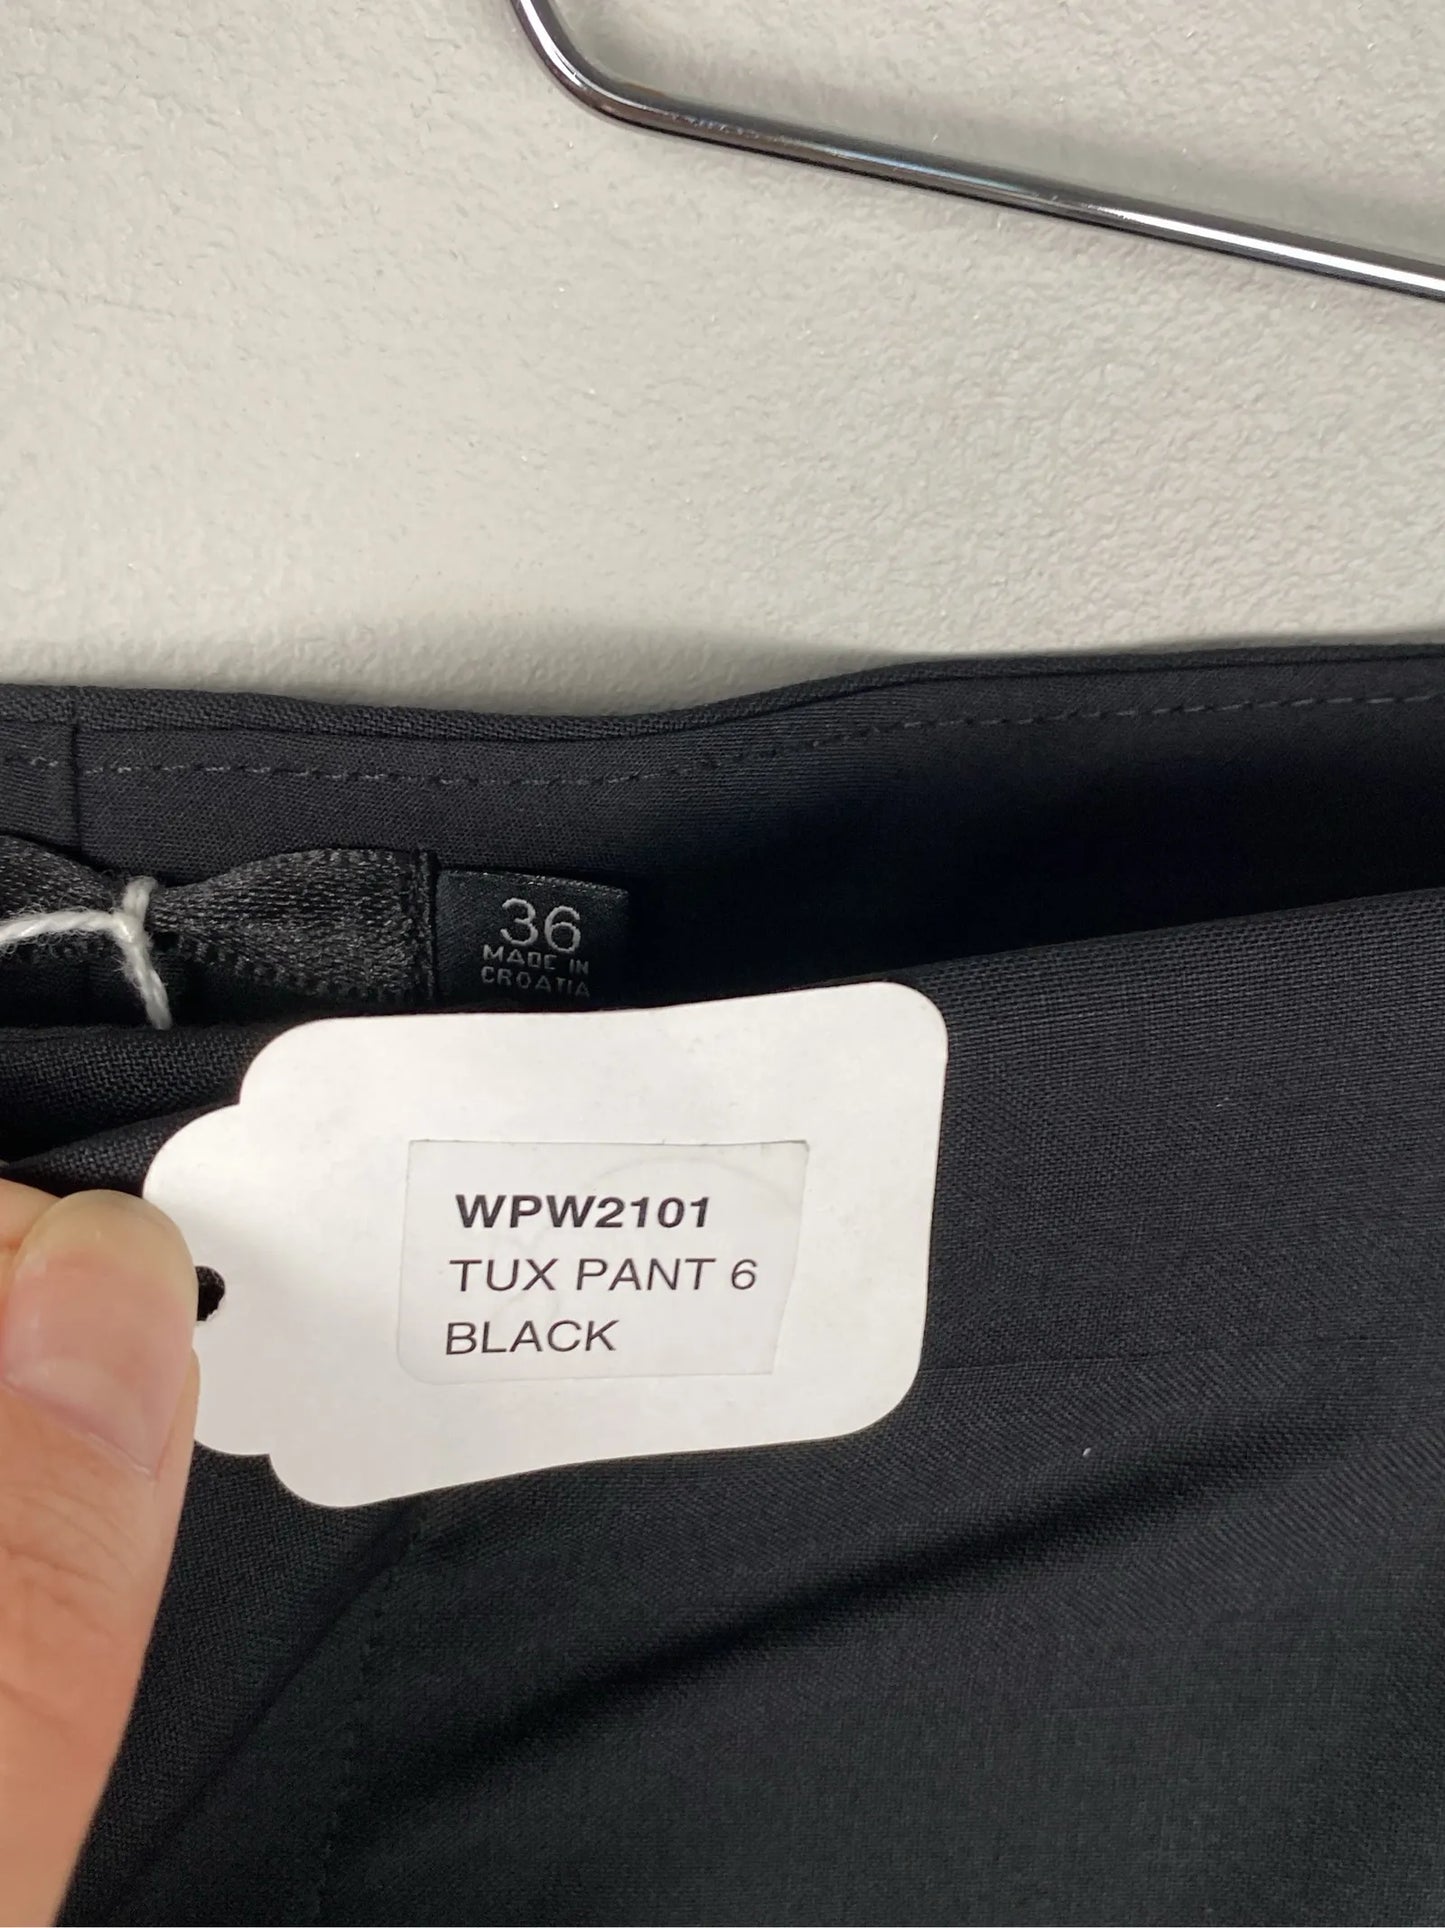 36
MADE IN
CROATIA
WPW2101
TUX PANT 6
BLACK